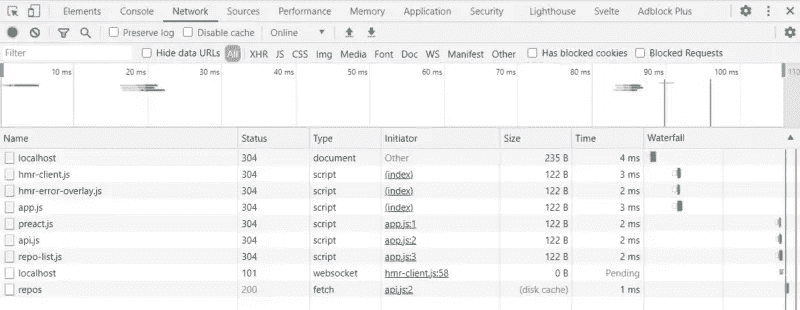 Elements Console Network Sources Performance Memory Application Security Lighthouse Svelte Adblock Plus
Preserve log Disable cache Online
Filter Hide data URLs All XHR JS CSS Img Media Font Doc WS Manifest Other Has blocked cookies Blocked Requests
10 ms 20 ms 30 ms 40 ms 50 ms 60 ms 70 ms 80 ms 90 ms 100 ms 110
Name Status Type Initiator Size Time Waterfall
localhost 304 document Other 235 B 4 ms
hmr-client.js 304 script (index) 122 B 3 ms
hmr-error-overlay.js 304 script (index) 122 B 2 ms
app.js 304 script (index) 122 B 3 ms
preact.js 304 script app.js:1 122 B 2 ms
api.js 304 script app.js:2 122 B 2 ms
repo-list.js 304 script app.js:3 122 B 2 ms
localhost 101 websocket hmr-client.js:58 0 B Pending
repos 200 fetch api.js:2 (disk cache) 1 ms